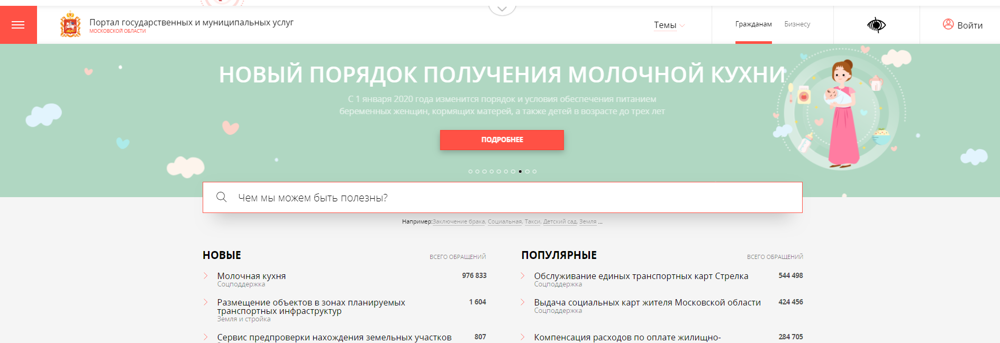 Портал государственных и муниципальных услуг
МОСКОВСКОЙ ОБЛАСТИ
Темы
Гражданам
Бизнесу
Войти
НОВЫЙ ПОРЯДОК ПОЛУЧЕНИЯ МОЛОЧНОЙ КУХНИ
С 1 января 2020 года изменится порядок и условия обеспечения питанием
беременных женщин, кормящих матерей, а также детей в возрасте до трех лет
ПОДРОБНЕЕ
Чем мы можем быть полезны?
Например:Заключение брака, Социальная, Такси, Детский сад, Земля ...
НОВЫЕ
ВСЕГО ОБРАЩЕНИЙ
Молочная кухня
976 833
Соцподдержка
Размещение объектов в зонах планируемых
1 604
транспортных инфраструктур
Земля и стройка
Сервис предпроверки нахождения земельных участков
807
ПОПУЛЯРНЫЕ
ВСЕГО ОБРАЩЕНИЙ
Обслуживание единых транспортных карт Стрелка
544 498
Соцподдержка
Выдача социальных карт жителя Московской области
424 456
Соцподдержка
Компенсация расходов по оплате жилищно-
284 705